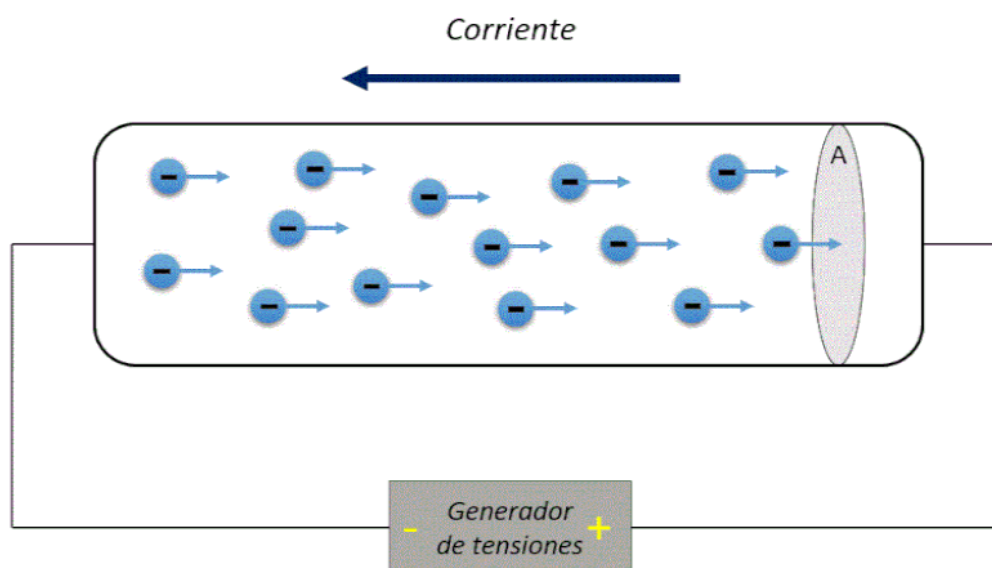 Corriente
A
- Generador +
de tensiones